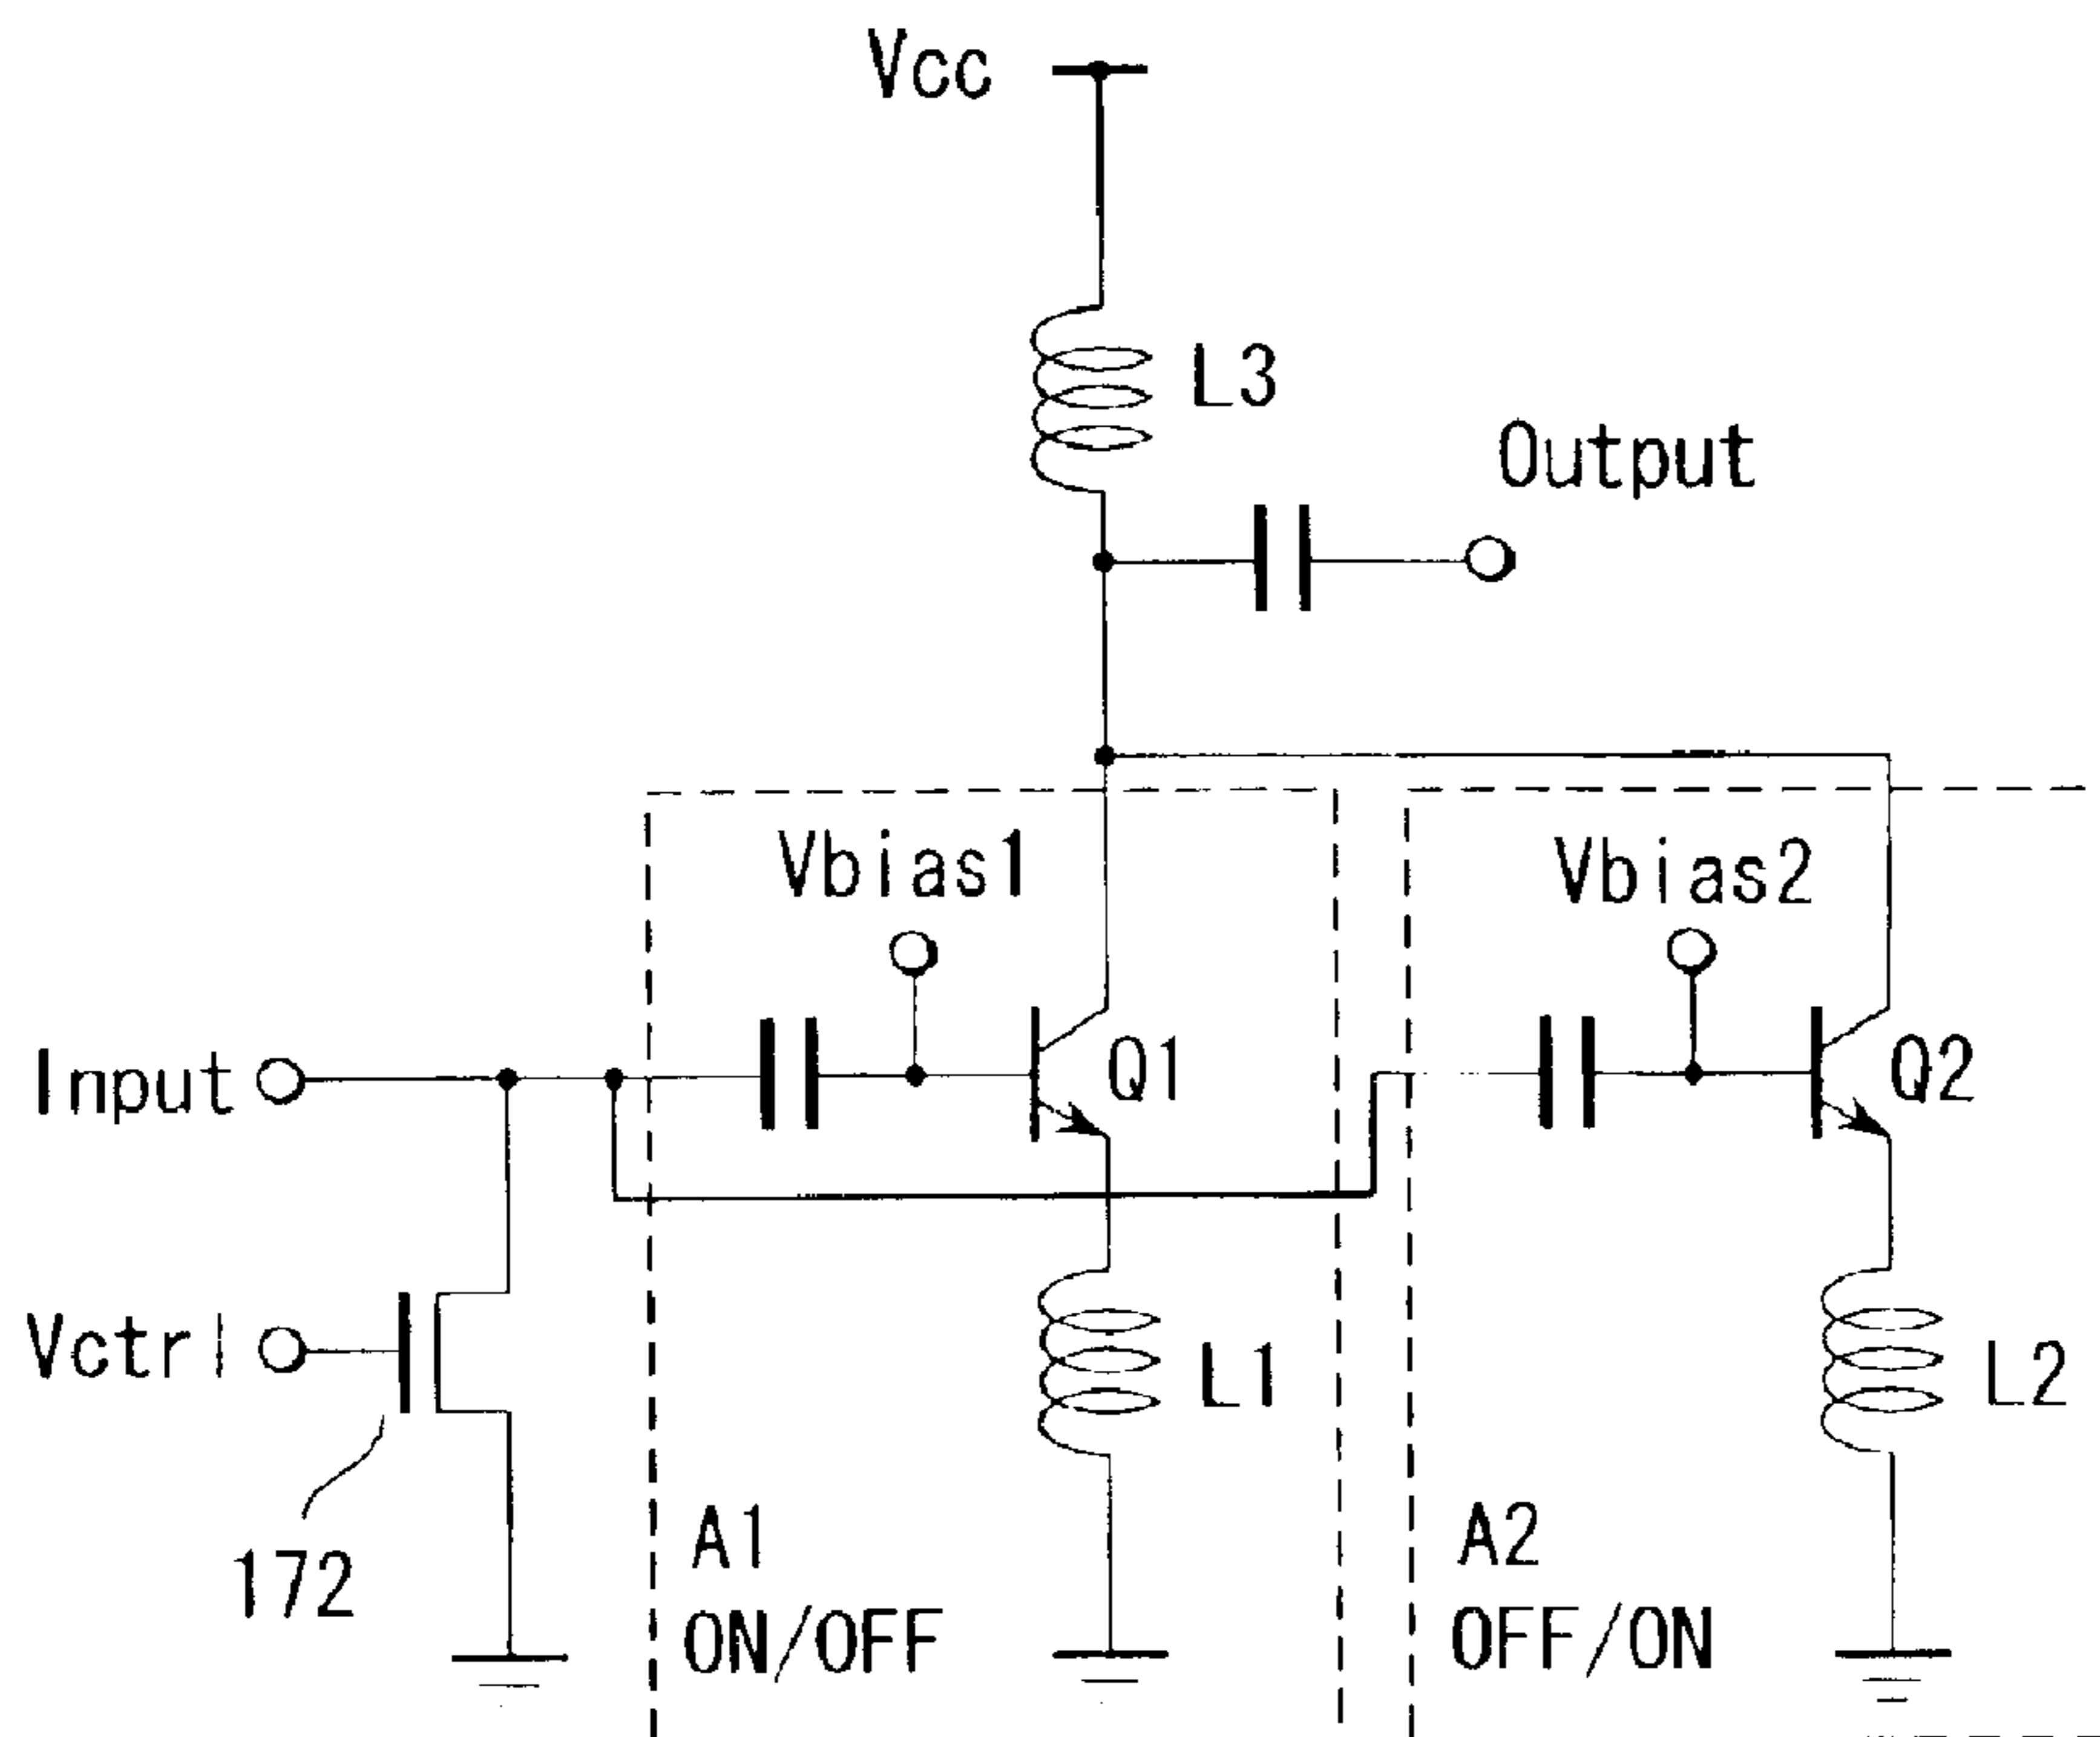 Vcc
L3
Output
Vbias1
Vbias2
Input
Q1
Q2
Vctrl
L1
L2
172
A1
ON/OFF
A2
OFF/ON